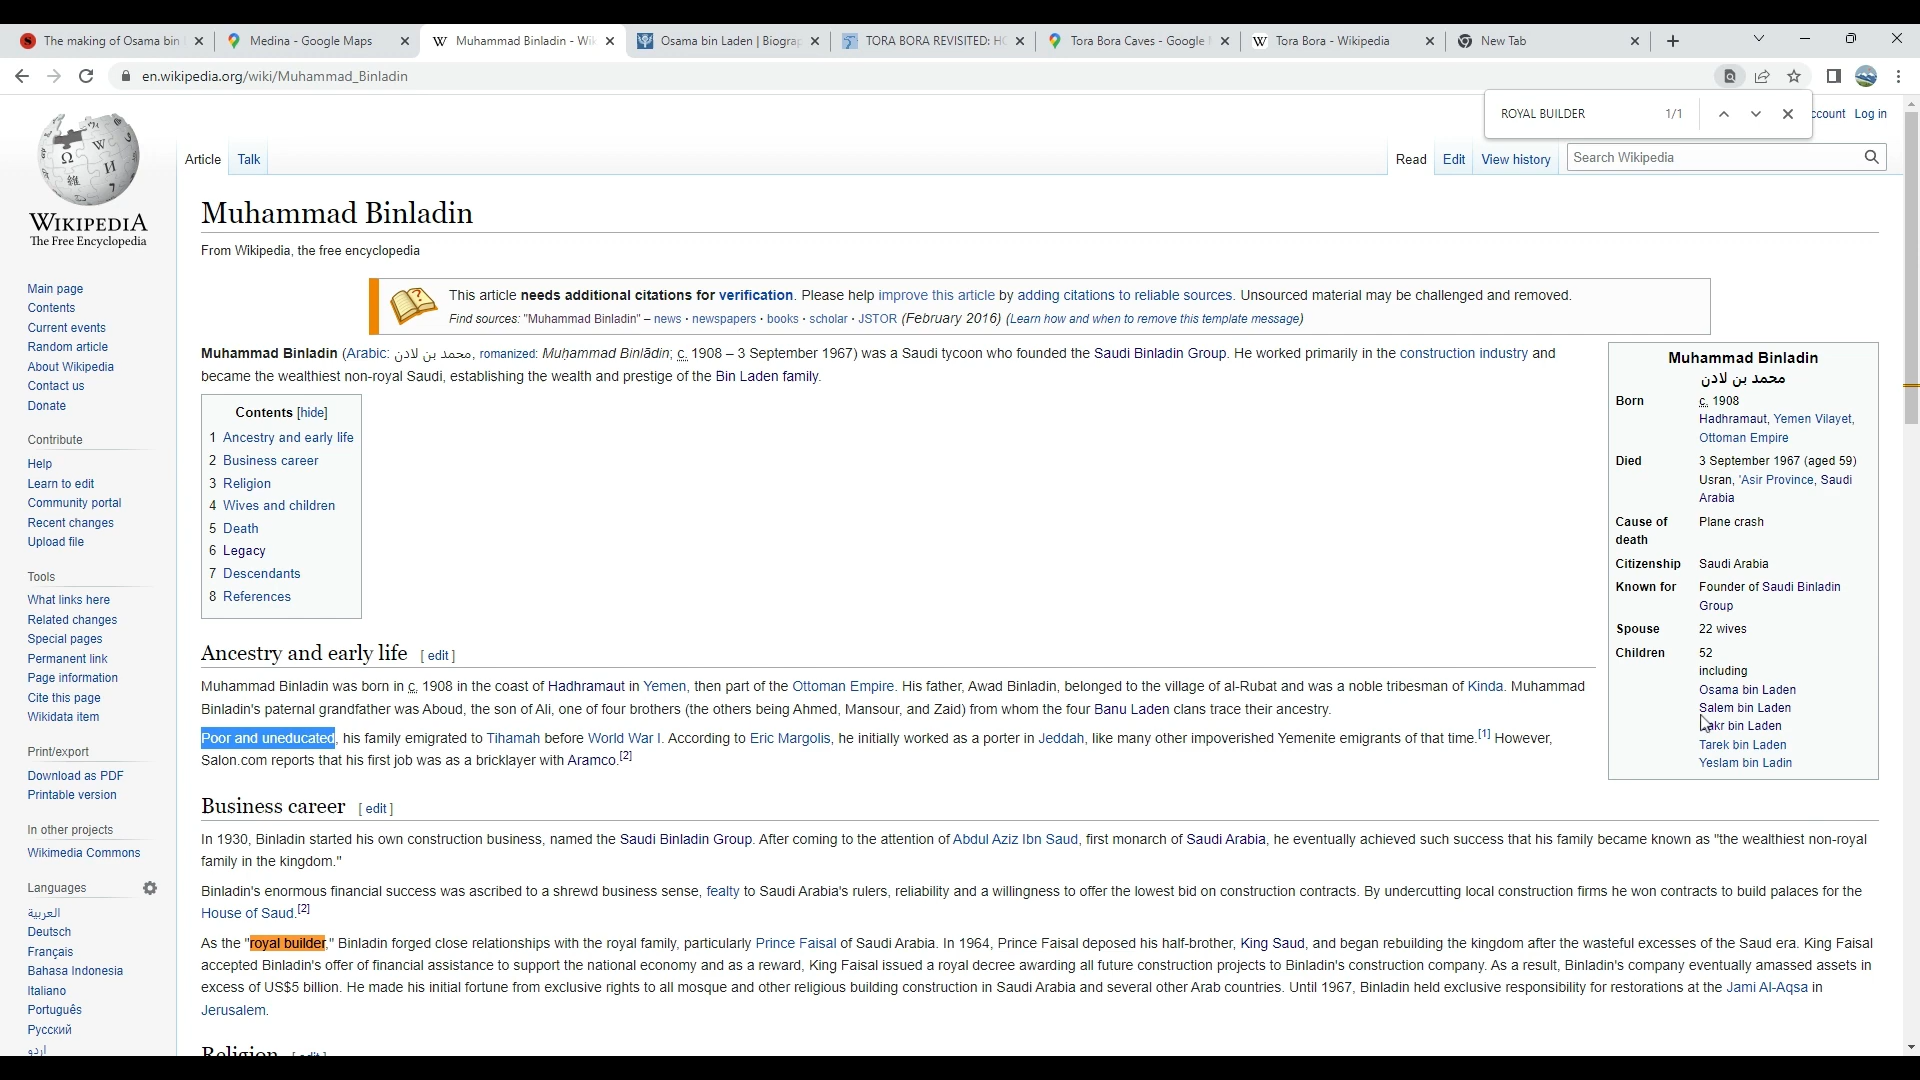 The making of Osama bin
Medina - Google Maps
Muhammad Binladin - Wi
Osama bin Laden | Biograp
TORA BORA REVISITED: HO
Tora Bora Caves - Google
Tora Bora - Wikipedia
New Tab
en.wikipedia.org/wiki/Muhammad_Binladin
ROYAL BUILDER 1/1
ccount Log in
Article Talk
Read Edit View history Search Wikipedia
WIKIPEDIA
The Free Encyclopedia
Main page
Contents
Current events
Random article
About Wikipedia
Contact us
Donate
Contribute
Help
Learn to edit
Community portal
Recent changes
Upload file
Tools
What links here
Related changes
Special pages
Permanent link
Page information
Cite this page
Wikidata item
Print/export
Download as PDF
Printable version
In other projects
Wikimedia Commons
Languages
العربية
Deutsch
Français
Bahasa Indonesia
Italiano
Português
Русский
اردو
Muhammad Binladin
From Wikipedia, the free encyclopedia
This article needs additional citations for verification. Please help improve this article by adding citations to reliable sources. Unsourced material may be challenged and removed.
Find sources: "Muhammad Binladin" – news · newspapers · books · scholar · JSTOR (February 2016) (Learn how and when to remove this template message)
Muhammad Binladin (Arabic: محمد بن لادن, romanized: Muḥammad Binlādin; c. 1908 – 3 September 1967) was a Saudi tycoon who founded the Saudi Binladin Group. He worked primarily in the construction industry and
became the wealthiest non-royal Saudi, establishing the wealth and prestige of the Bin Laden family.
Contents [hide]
1 Ancestry and early life
2 Business career
3 Religion
4 Wives and children
5 Death
6 Legacy
7 Descendants
8 References
Muhammad Binladin
محمد بن لادن
Born c. 1908
Hadhramaut, Yemen Vilayet,
Ottoman Empire
Died 3 September 1967 (aged 59)
Usran, 'Asir Province, Saudi
Arabia
Cause of Plane crash
death
Citizenship Saudi Arabia
Known for Founder of Saudi Binladin
Group
Spouse 22 wives
Children 52
including
Osama bin Laden
Salem bin Laden
akr bin Laden
Tarek bin Laden
Yeslam bin Ladin
Ancestry and early life [ edit ]
Muhammad Binladin was born in c. 1908 in the coast of Hadhramaut in Yemen, then part of the Ottoman Empire. His father, Awad Binladin, belonged to the village of al-Rubat and was a noble tribesman of Kinda. Muhammad
Binladin's paternal grandfather was Aboud, the son of Ali, one of four brothers (the others being Ahmed, Mansour, and Zaid) from whom the four Banu Laden clans trace their ancestry.
Poor and uneducated, his family emigrated to Tihamah before World War I. According to Eric Margolis, he initially worked as a porter in Jeddah, like many other impoverished Yemenite emigrants of that time.[1] However,
Salon.com reports that his first job was as a bricklayer with Aramco.[2]
Business career [ edit ]
In 1930, Binladin started his own construction business, named the Saudi Binladin Group. After coming to the attention of Abdul Aziz Ibn Saud, first monarch of Saudi Arabia, he eventually achieved such success that his family became known as "the wealthiest non-royal
family in the kingdom."
Binladin's enormous financial success was ascribed to a shrewd business sense, fealty to Saudi Arabia's rulers, reliability and a willingness to offer the lowest bid on construction contracts. By undercutting local construction firms he won contracts to build palaces for the
House of Saud.[2]
As the "royal builder," Binladin forged close relationships with the royal family, particularly Prince Faisal of Saudi Arabia. In 1964, Prince Faisal deposed his half-brother, King Saud, and began rebuilding the kingdom after the wasteful excesses of the Saud era. King Faisal
accepted Binladin's offer of financial assistance to support the national economy and as a reward, King Faisal issued a royal decree awarding all future construction projects to Binladin's construction company. As a result, Binladin's company eventually amassed assets in
excess of US$5 billion. He made his initial fortune from exclusive rights to all mosque and other religious building construction in Saudi Arabia and several other Arab countries. Until 1967, Binladin held exclusive responsibility for restorations at the Jami Al-Aqsa in
Jerusalem.
Religion [ edit ]